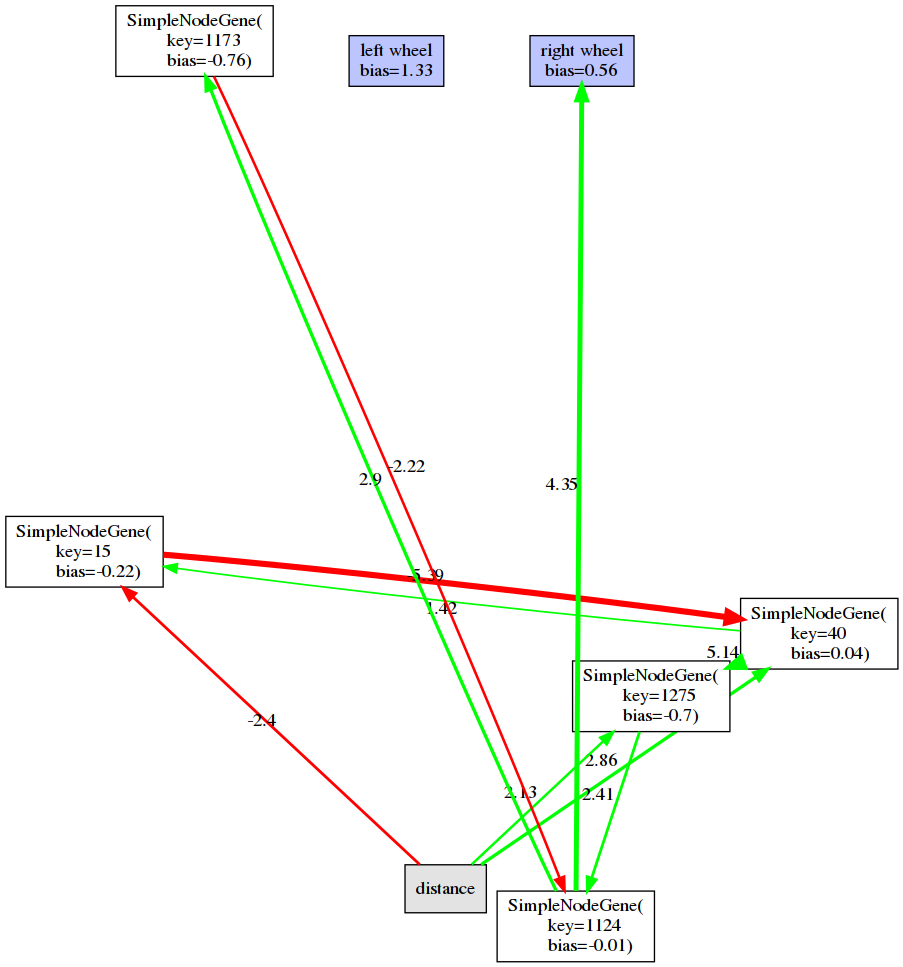 SimpleNodeGene(
key=1173
bias=-0.76)
left wheel
bias=1.33
right wheel
bias=0.56
-2.22
2.9
4.35
SimpleNodeGene(
key=15
bias=-0.22)
-5.39
1.42
SimpleNodeGene(
key=40
bias=0.04)
5.14
SimpleNodeGene(
key=1275
bias=-0.7)
-2.4
2.86
2.13
2.41
distance
SimpleNodeGene(
key=1124
bias=-0.01)